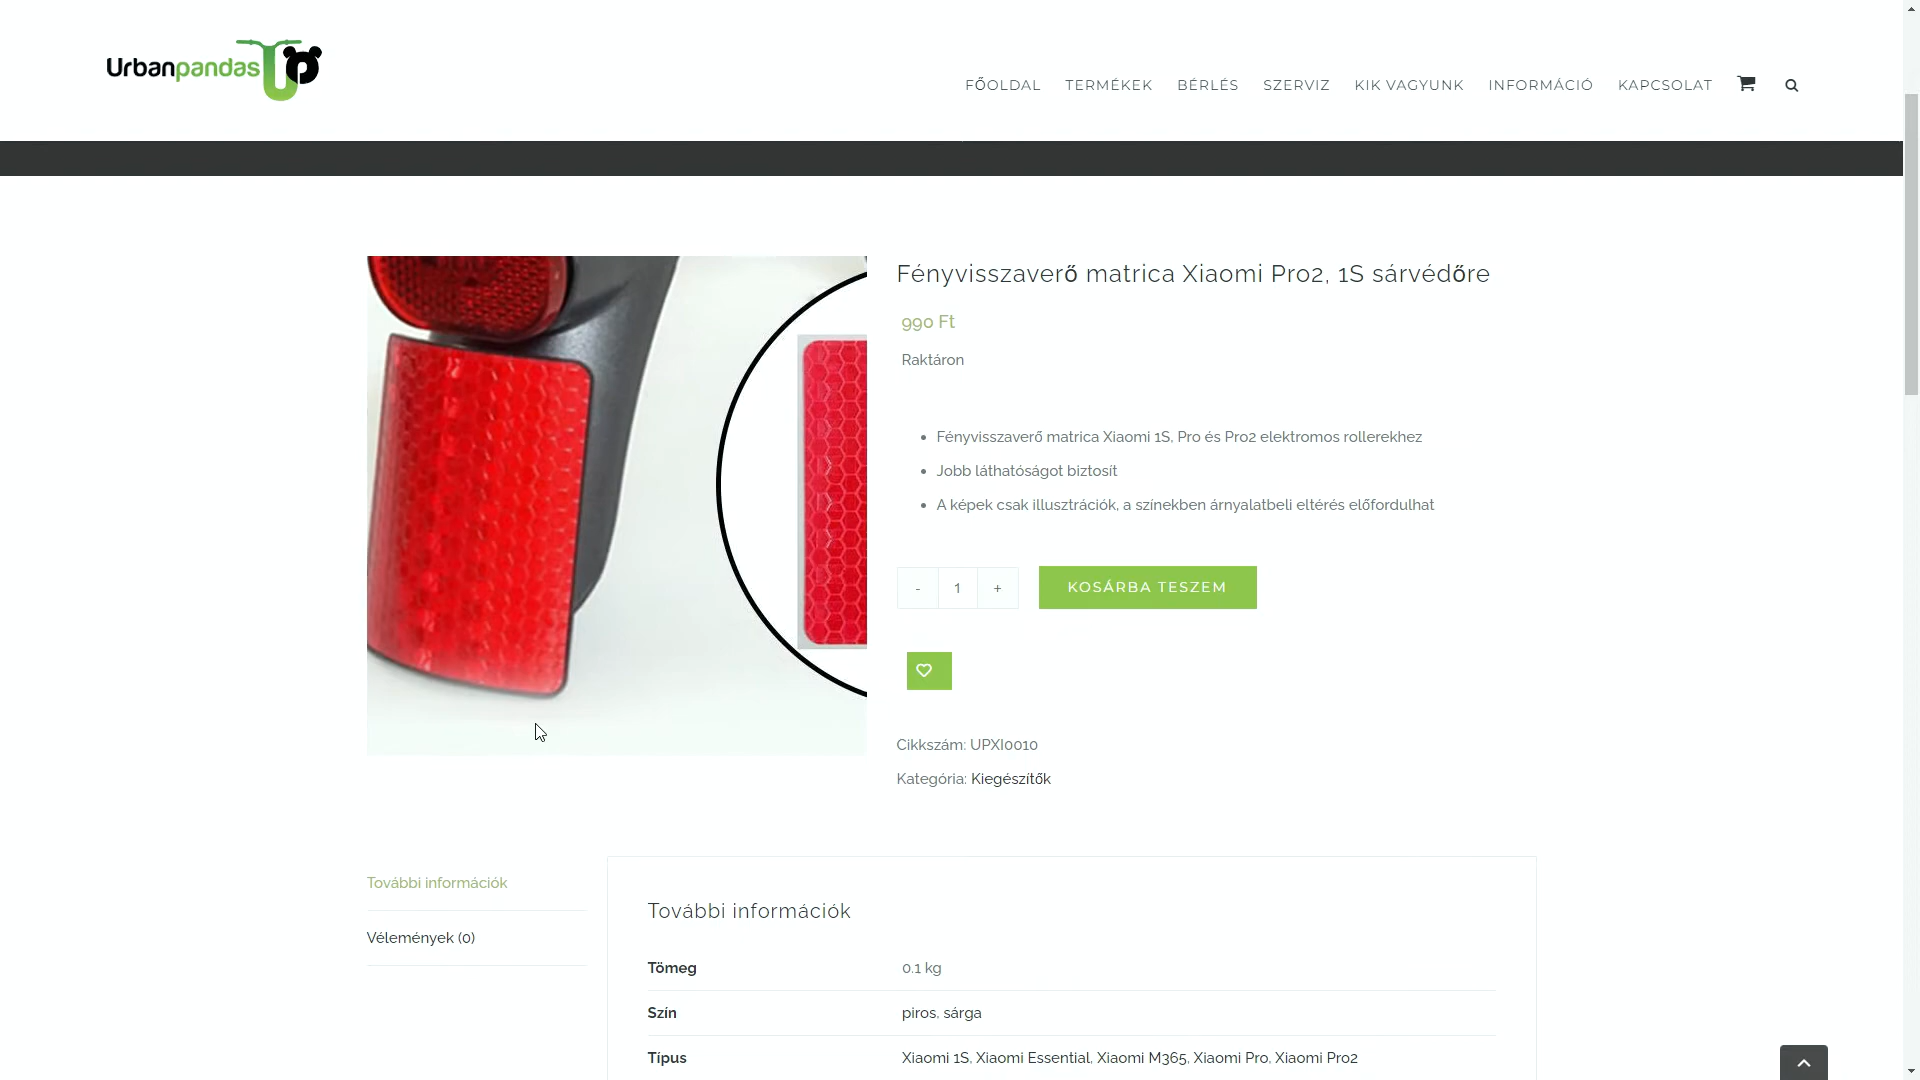 Urbanpandas
FŐOLDAL TERMÉKEK BÉRLÉS SZERVIZ KIK VAGYUNK INFORMÁCIÓ KAPCSOLAT
Fényvisszaverő matrica Xiaomi Pro2, 1S sárvédőre
990 Ft
Raktáron
• Fényvisszaverő matrica Xiaomi 1S, Pro és Pro2 elektromos rollerekhez
• Jobb láthatóságot biztosít
• A képek csak illusztrációk, a színekben árnyalatbeli eltérés előfordulhat
- 1 + KOSÁRBA TESZEM
Cikkszám: UPXI0010
Kategória: Kiegészítők
További információk
Vélemények (0)
További információk
Tömeg 0.1 kg
Szín piros, sárga
Típus Xiaomi 1S, Xiaomi Essential, Xiaomi M365, Xiaomi Pro, Xiaomi Pro2